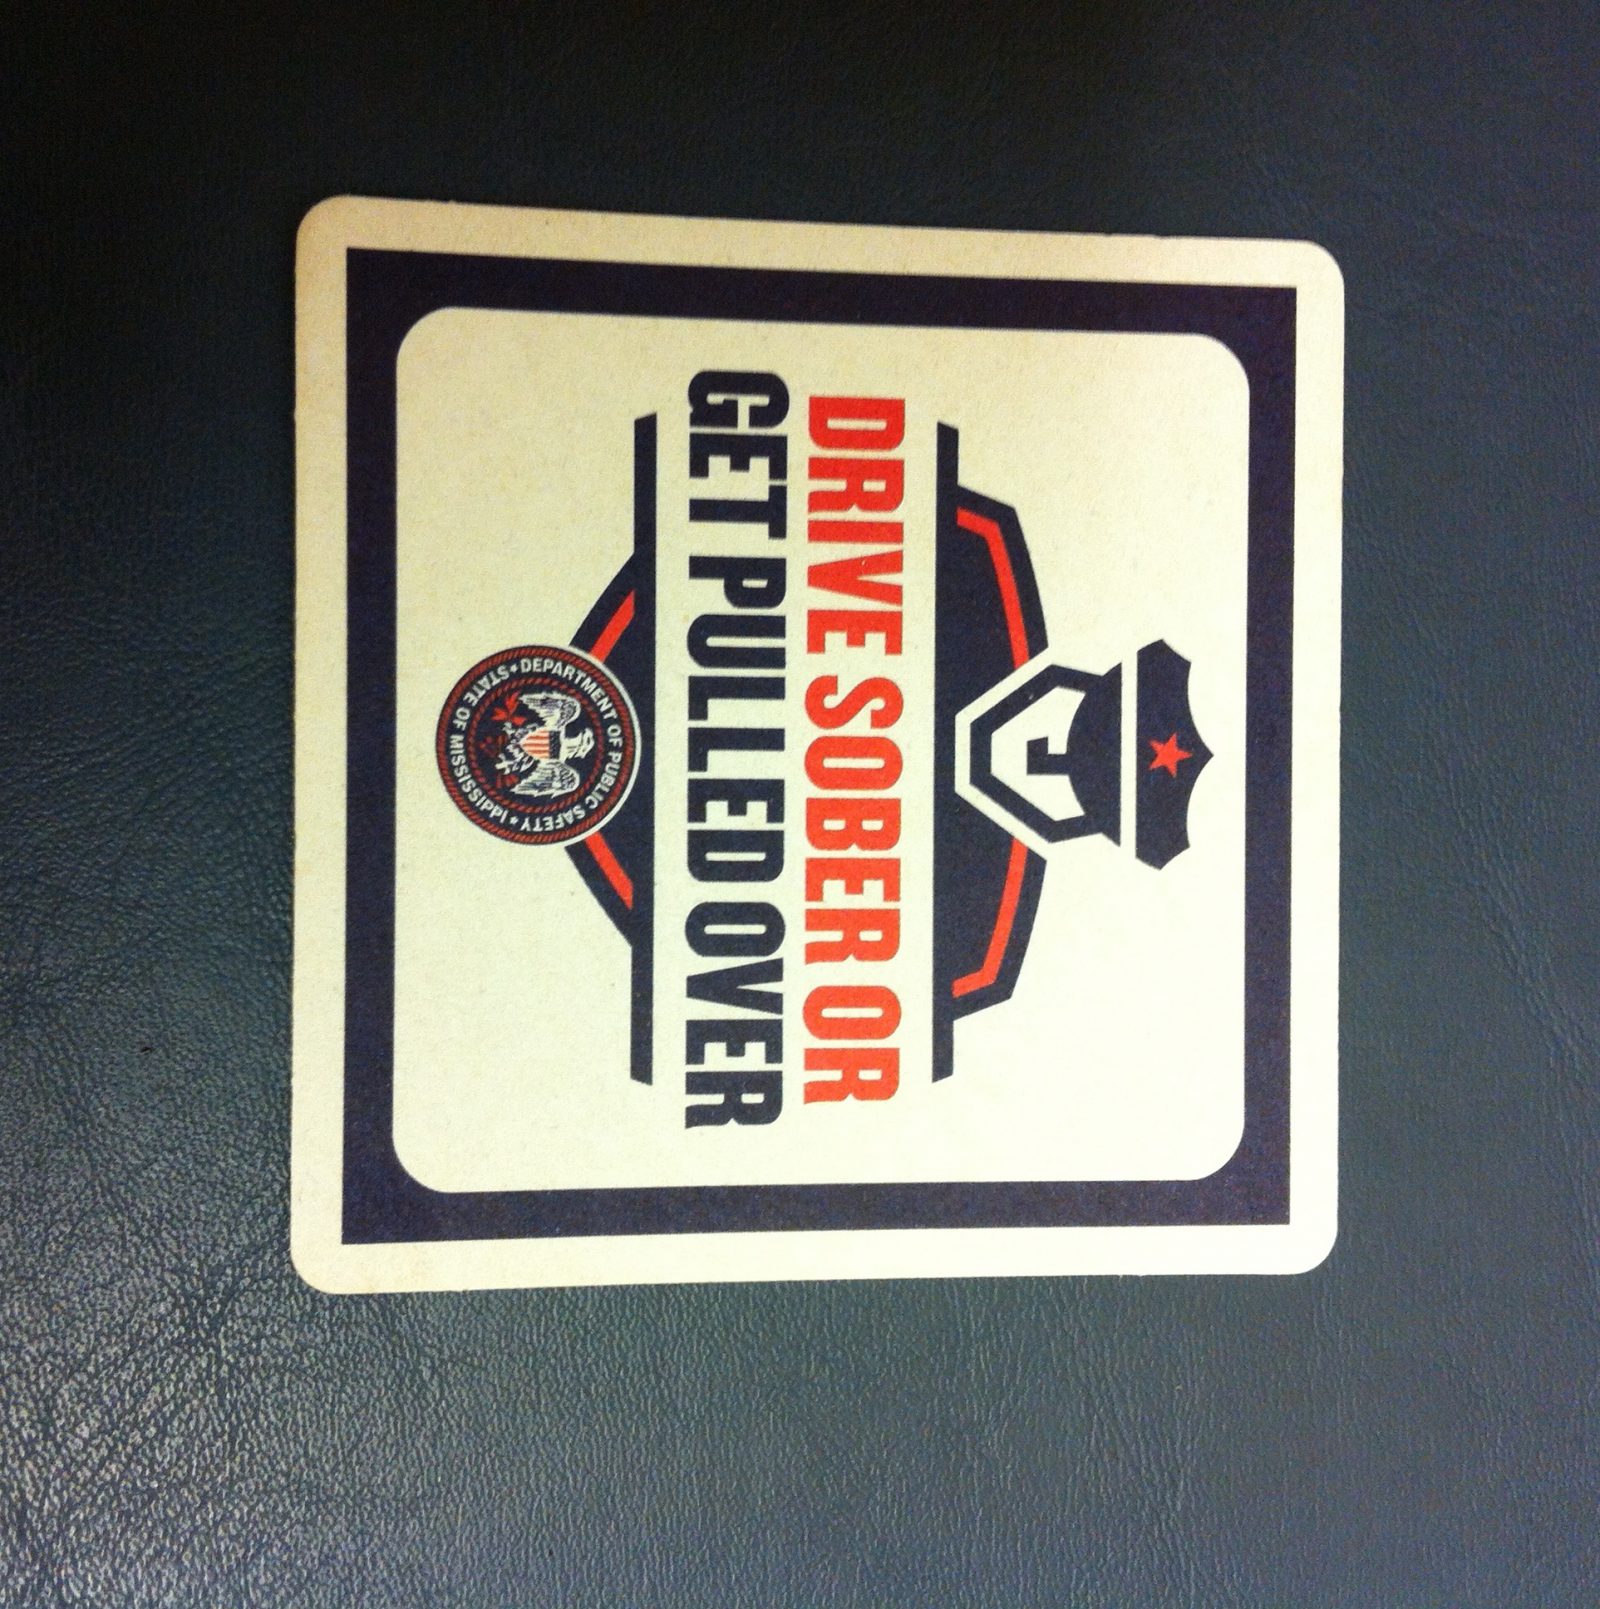 DRIVE SOBER OR
GET PULLED OVER
DEPARTMENT OF PUBLIC SAFETY
STATE OF MISSISSIPPI